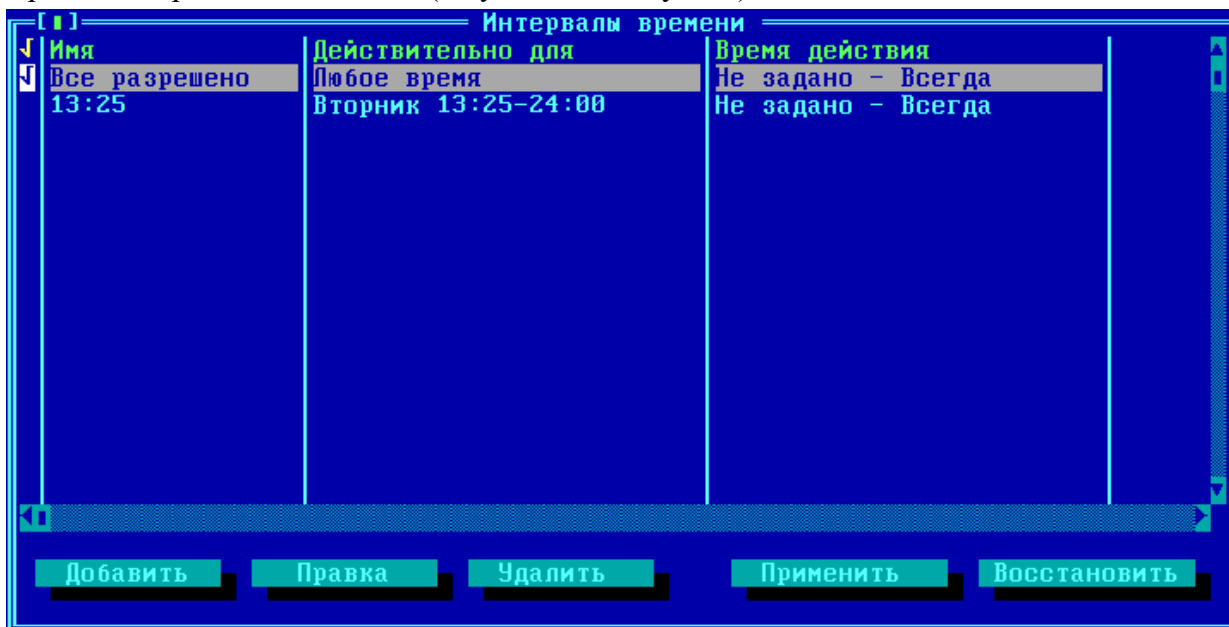 Интервалы времени
Имя Действительно для Время действия
Все разрешено Любое время Не задано - Всегда
13:25 Вторник 13:25-24:00 Не задано - Всегда
Добавить Правка Удалить Применить Восстановить